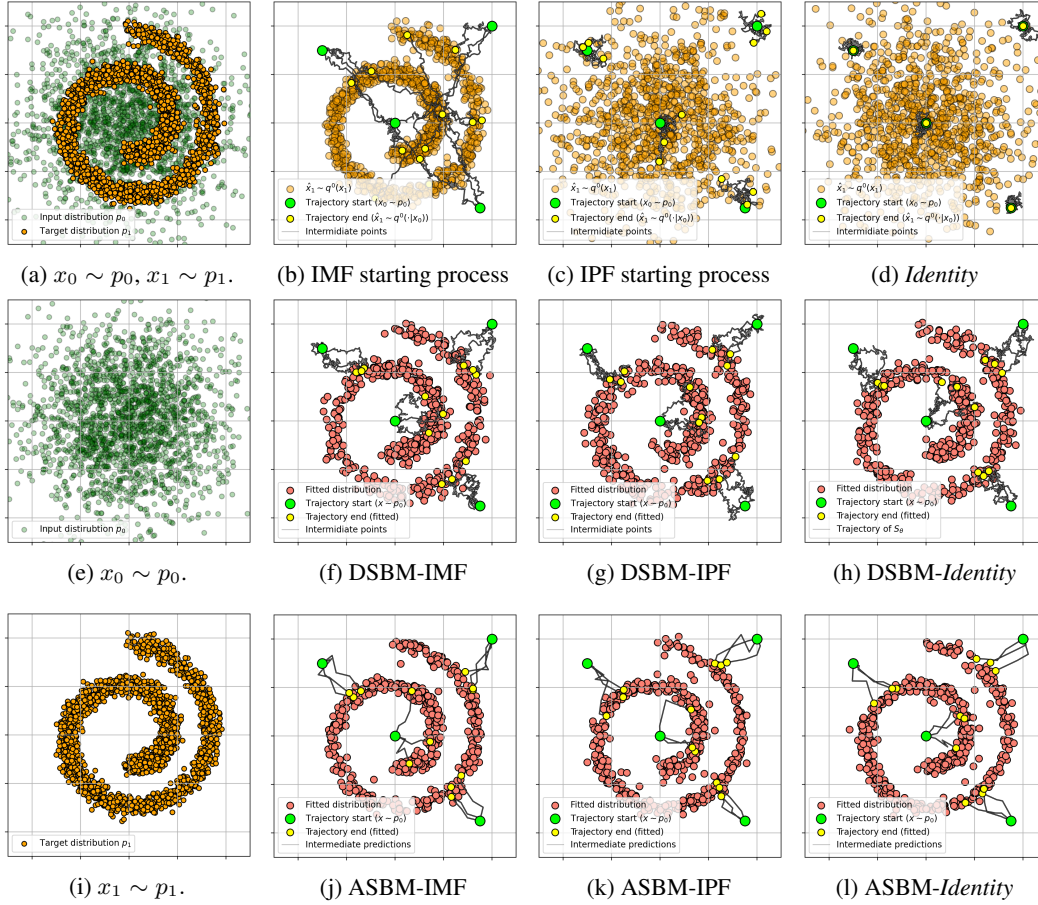 Input distribution p₀
Target distribution p₁
x̂₁ ~ q⁰(x₁)
Trajectory start (x₀ ~ p₀)
Trajectory end (x̂₁ ~ q⁰(·|x₀))
Intermidiate points
x̂₁ ~ q⁰(x₁)
Trajectory start (x₀ ~ p₀)
Trajectory end (x̂₁ ~ q⁰(·|x₀))
Intermidiate points
x̂₁ ~ q⁰(x₁)
Trajectory start (x₀ ~ p₀)
Trajectory end (x̂₁ ~ q⁰(·|x₀))
Intermidiate points
(a) x₀ ∼ p₀, x₁ ∼ p₁.
(b) IMF starting process
(c) IPF starting process
(d) Identity
Input distirubtion p₀
Fitted distribution
Trajectory start (x ~ p₀)
Trajectory end (fitted)
Intermidiate points
Fitted distribution
Trajectory start (x ~ p₀)
Trajectory end (fitted)
Intermidiate points
Fitted distribution
Trajectory start (x ~ p₀)
Trajectory end (fitted)
Trajectory of S_θ
(e) x₀ ∼ p₀.
(f) DSBM-IMF
(g) DSBM-IPF
(h) DSBM-Identity
Target distribution p₁
Fitted distribution
Trajectory start (x ~ p₀)
Trajectory end (fitted)
Intermediate predictions
Fitted distribution
Trajectory start (x ~ p₀)
Trajectory end (fitted)
Intermediate predictions
Fitted distribution
Trajectory start (x ~ p₀)
Trajectory end (fitted)
Intermediate predictions
(i) x₁ ∼ p₁.
(j) ASBM-IMF
(k) ASBM-IPF
(l) ASBM-Identity